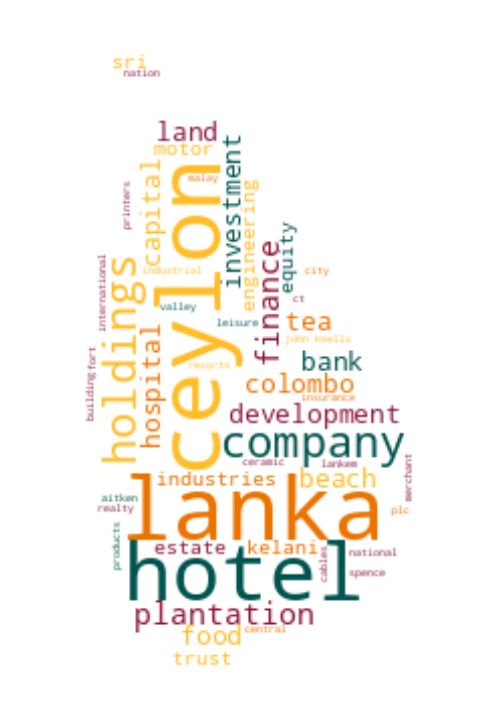 sri
nation
land
motor
investment
capital
ceylon
malay
printers
engineering
equity
finance
international
holdings
industrial
city
ct
valley
leisure
tea
hospital
john keells
fort
building
bank
resorts
colombo
insurance
development
company
ceramic
lankem
merchant
industries
beach
lanka
aitken
realty
plc
products
estate
kelani
cables
national
hotel
spence
plantation
food
central
trust